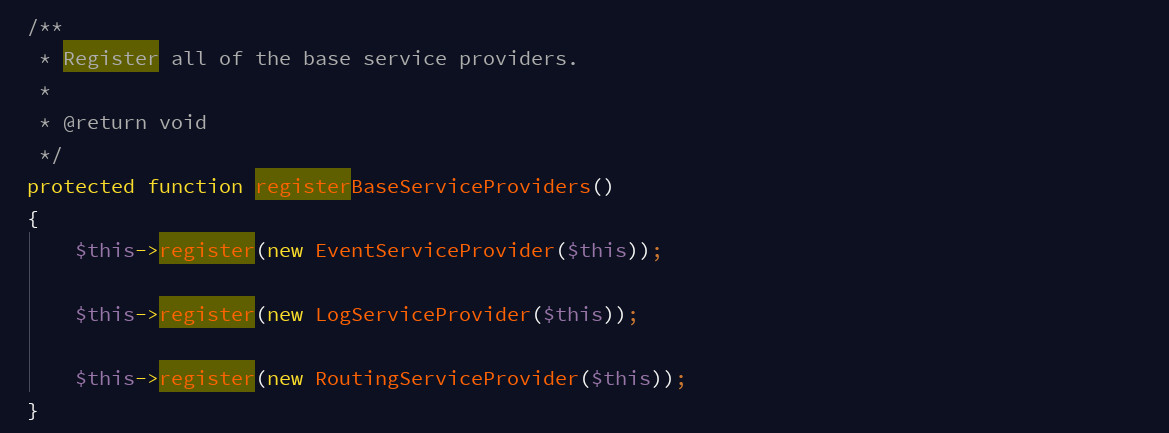 /**
 * Register all of the base service providers.
 *
 * @return void
 */
protected function registerBaseServiceProviders()
{
    $this->register(new EventServiceProvider($this));
    $this->register(new LogServiceProvider($this));
    $this->register(new RoutingServiceProvider($this));
}